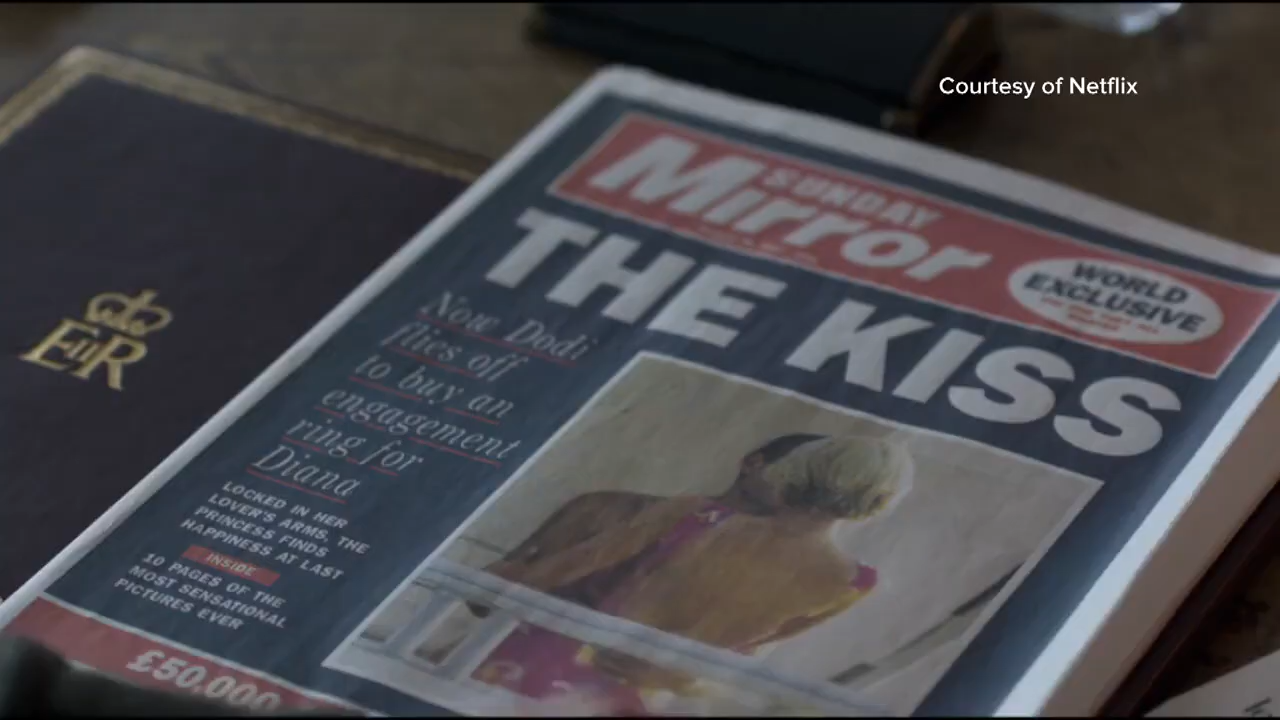 Courtesy of Netflix
EIIR
SUNDAY
Mirror
WORLD
EXCLUSIVE
THE KISS
Now Dodi
flies off
to buy an
engagement
ring for
Diana
LOCKED IN HER
LOVER'S ARMS, THE
PRINCESS FINDS
HAPPINESS AT LAST
INSIDE
10 PAGES OF THE
MOST SENSATIONAL
PICTURES EVER
£50,000